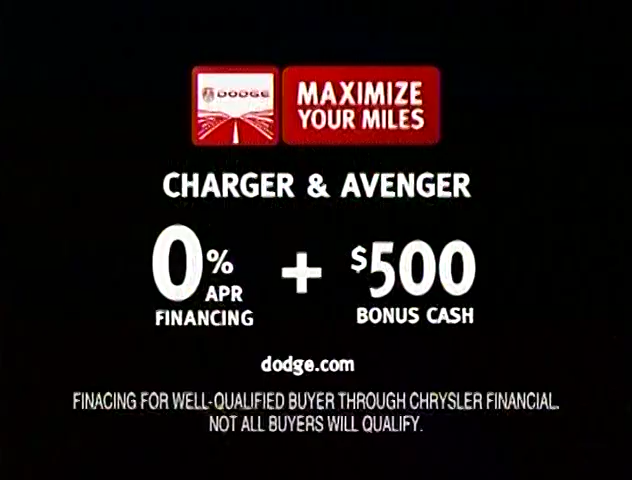 DODGE
MAXIMIZE
YOUR MILES
CHARGER & AVENGER
0% APR + $500
FINANCING BONUS CASH
dodge.com
FINACING FOR WELL-QUALIFIED BUYER THROUGH CHRYSLER FINANCIAL.
NOT ALL BUYERS WILL QUALIFY.